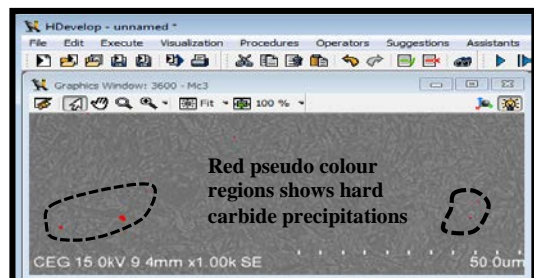 HDevelop - unnamed *
File Edit Execute Visualization Procedures Operators Suggestions Assistants
Graphics Window: 3600 - Mc3
Fit 100 %
Red pseudo colour
regions shows hard
carbide precipitations
CEG 15.0kV 9.4mm x1.00k SE 50.0um